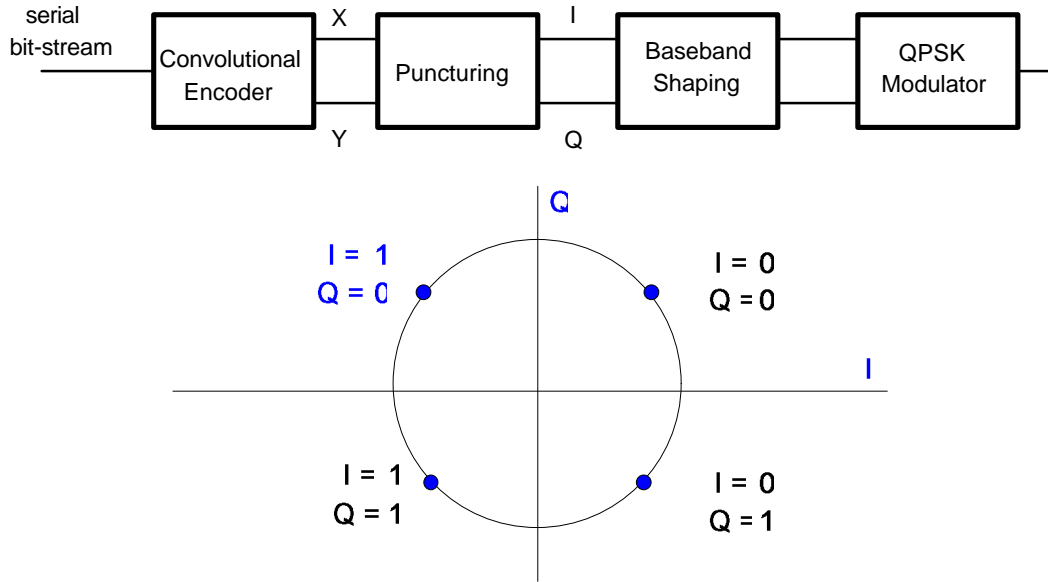 serial
bit-stream
X
I
Convolutional
Encoder
Puncturing
Baseband
Shaping
QPSK
Modulator
Y
Q
Q
I = 1
Q = 0
I = 0
Q = 0
I
I = 1
Q = 1
I = 0
Q = 1